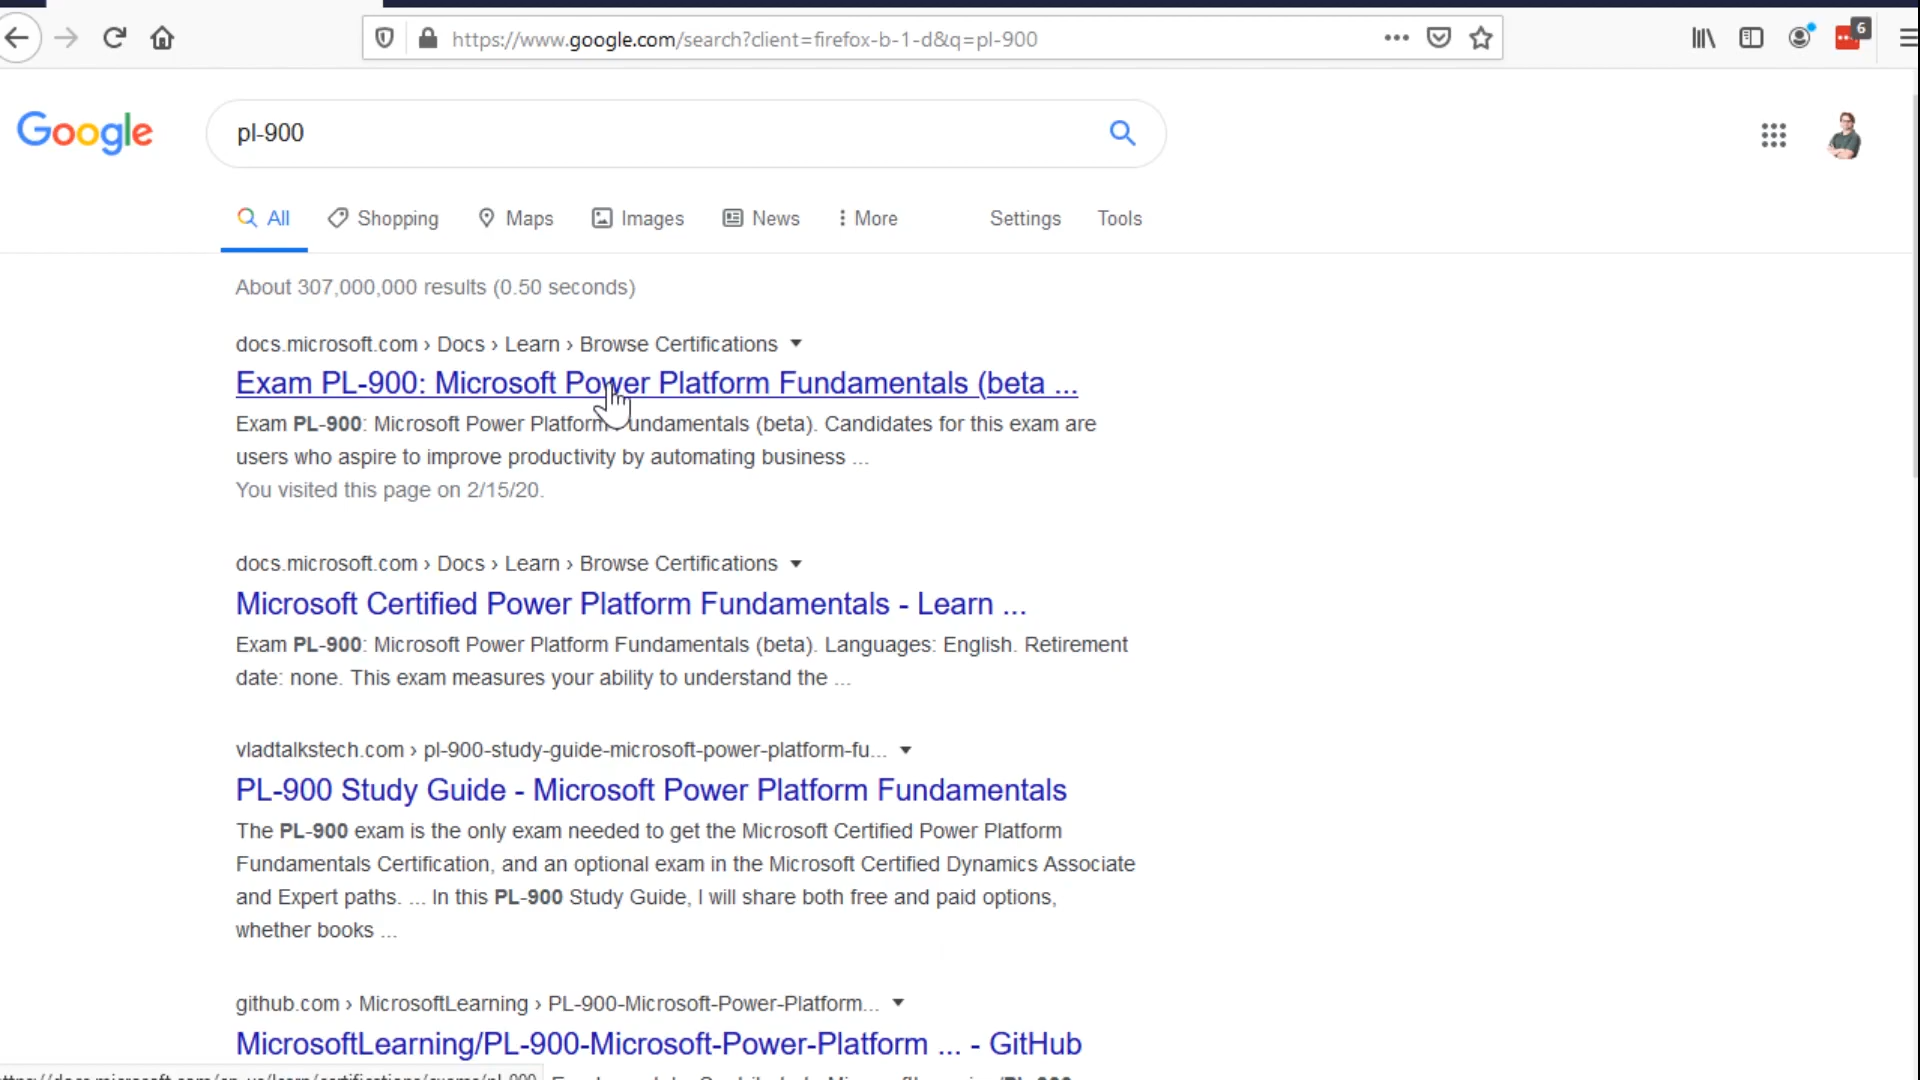 https://www.google.com/search?client=firefox-b-1-d&q=pl-900
6
Google
pl-900
All
Shopping
Maps
Images
News
More
Settings
Tools
About 307,000,000 results (0.50 seconds)
docs.microsoft.com › Docs › Learn › Browse Certifications
Exam PL-900: Microsoft Power Platform Fundamentals (beta ...
Exam PL-900: Microsoft Power Platform Fundamentals (beta). Candidates for this exam are
users who aspire to improve productivity by automating business ...
You visited this page on 2/15/20.
docs.microsoft.com › Docs › Learn › Browse Certifications
Microsoft Certified Power Platform Fundamentals - Learn ...
Exam PL-900: Microsoft Power Platform Fundamentals (beta). Languages: English. Retirement
date: none. This exam measures your ability to understand the ...
vladtalkstech.com › pl-900-study-guide-microsoft-power-platform-fu...
PL-900 Study Guide - Microsoft Power Platform Fundamentals
The PL-900 exam is the only exam needed to get the Microsoft Certified Power Platform
Fundamentals Certification, and an optional exam in the Microsoft Certified Dynamics Associate
and Expert paths. ... In this PL-900 Study Guide, I will share both free and paid options,
whether books ...
github.com › MicrosoftLearning › PL-900-Microsoft-Power-Platform...
MicrosoftLearning/PL-900-Microsoft-Power-Platform ... - GitHub